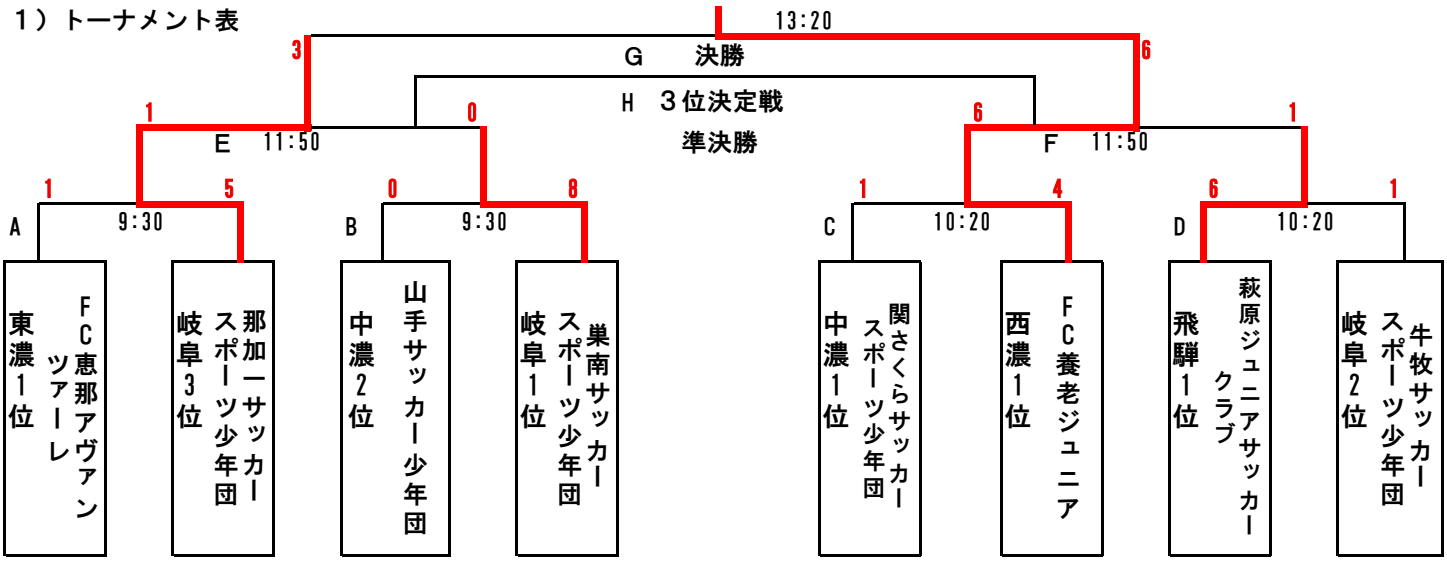 1)トーナメント表
13:20
3
G 決勝
6
H 3位決定戦
1
0
6
1
E 11:50
準決勝
F 11:50
1
5
0
8
1
4
6
1
A 9:30
B 9:30
C 10:20
D 10:20
東濃1位
FC恵那アヴァン
ツァーレ
岐阜3位
那加一サッカー
スポーツ少年団
中濃2位
山手サッカー少年団
岐阜1位
巣南サッカー
スポーツ少年団
中濃1位
関さくらサッカー
スポーツ少年団
西濃1位
FC養老ジュニア
飛騨1位
萩原ジュニアサッカー
クラブ
岐阜2位
牛牧サッカー
スポーツ少年団